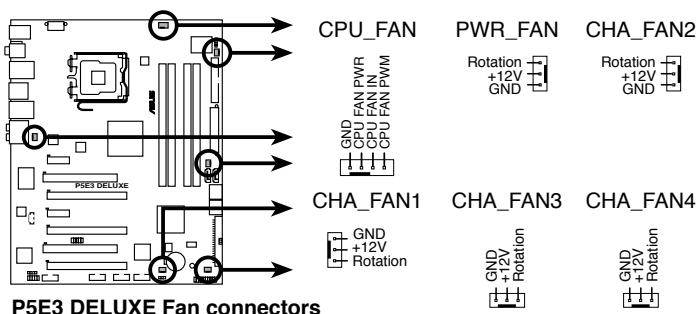 CPU_FAN
PWR_FAN
CHA_FAN2
GND
CPU FAN PWR
CPU FAN IN
CPU FAN PWM
Rotation
+12V
GND
Rotation
+12V
GND
ASUS
P5E3 DELUXE
CHA_FAN1
CHA_FAN3
CHA_FAN4
GND
+12V
Rotation
GND
+12V
Rotation
GND
+12V
Rotation
P5E3 DELUXE Fan connectors